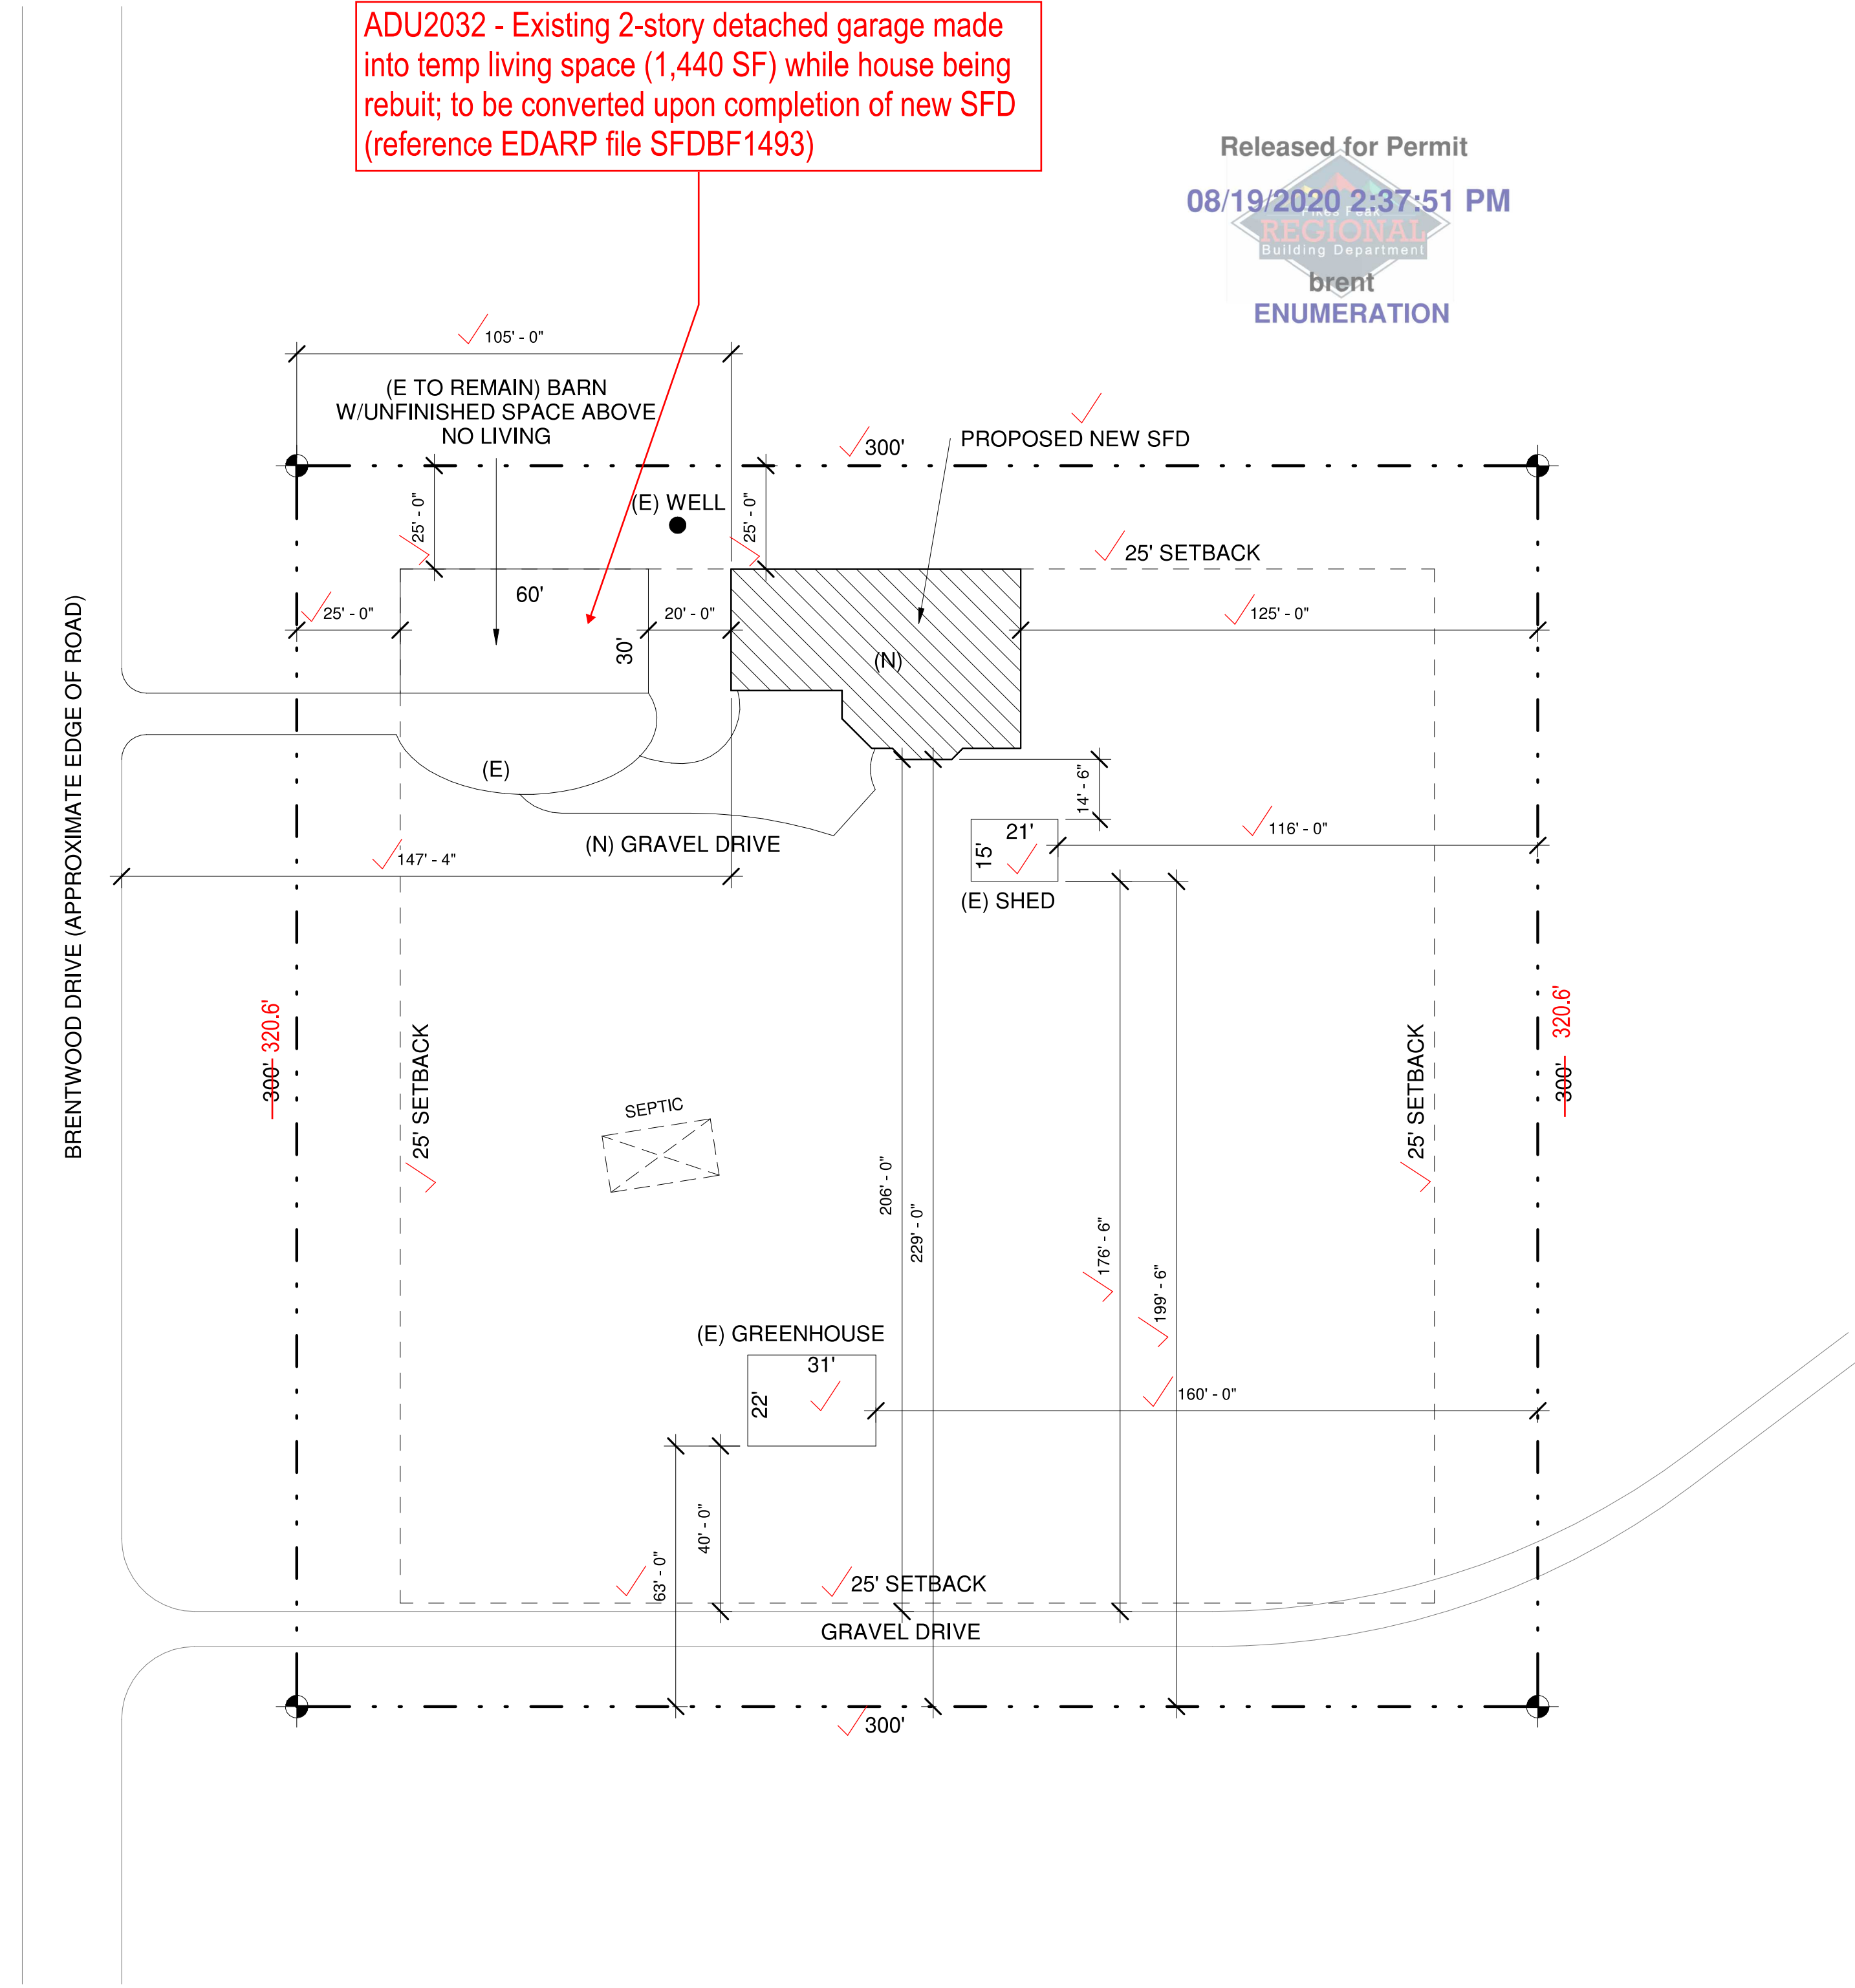 ADU2032 - Existing 2-story detached garage made
into temp living space (1,440 SF) while house being
rebuit; to be converted upon completion of new SFD
(reference EDARP file SFDBF1493)
Released for Permit
08/19/2020 2:37:51 PM
Pikes Peak
REGIONAL
Building Department
brent
ENUMERATION
105' - 0"
(E TO REMAIN) BARN
W/UNFINISHED SPACE ABOVE
NO LIVING
300'
PROPOSED NEW SFD
25' - 0"
(E) WELL
25' - 0"
25' SETBACK
60'
25' - 0"
20' - 0"
125' - 0"
30'
(N)
(E)
14' - 6"
(N) GRAVEL DRIVE
21'
15'
116' - 0"
147' - 4"
(E) SHED
BRENTWOOD DRIVE (APPROXIMATE EDGE OF ROAD)
300' 320.6'
25' SETBACK
25' SETBACK
300' 320.6'
SEPTIC
206' - 0"
229' - 0"
176' - 6"
199' - 6"
(E) GREENHOUSE
31'
22'
160' - 0"
40' - 0"
63' - 0"
25' SETBACK
GRAVEL DRIVE
300'